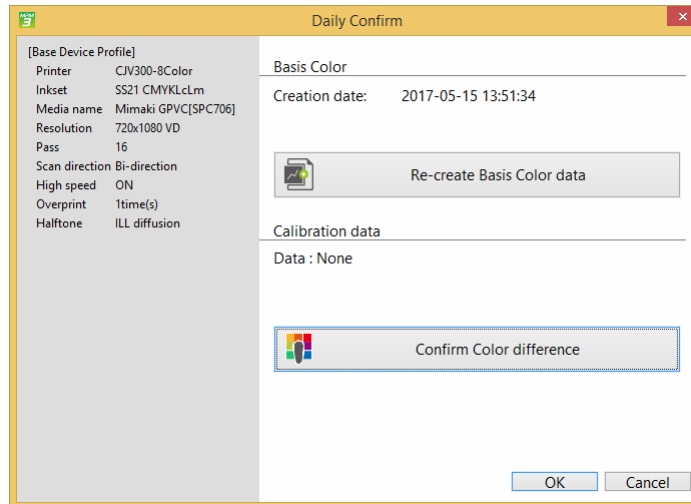 Daily Confirm
[Base Device Profile]
Printer CJV300-8Color
Inkset SS21 CMYKLcLm
Media name Mimaki GPVC[SPC706]
Resolution 720x1080 VD
Pass 16
Scan direction Bi-direction
High speed ON
Overprint 1time(s)
Halftone ILL diffusion
Basis Color
Creation date: 2017-05-15 13:51:34
Re-create Basis Color data
Calibration data
Data : None
Confirm Color difference
OK Cancel